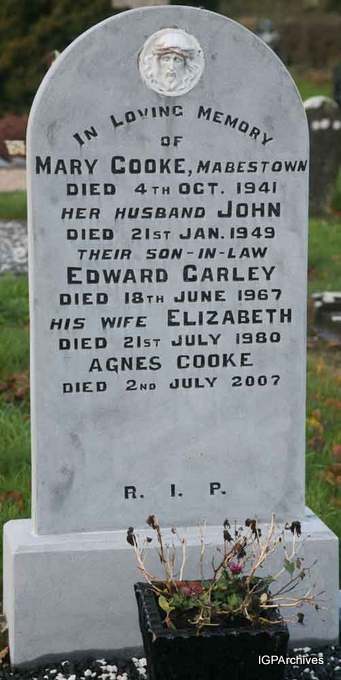 In Loving Memory
of
Mary Cooke, Mabestown
died 4th Oct. 1941
her husband John
died 21st Jan. 1949
their son-in-law
Edward Carley
died 18th June 1967
his wife Elizabeth
died 21st July 1980
Agnes Cooke
died 2nd July 2007
R. I. P.
IGPArchives